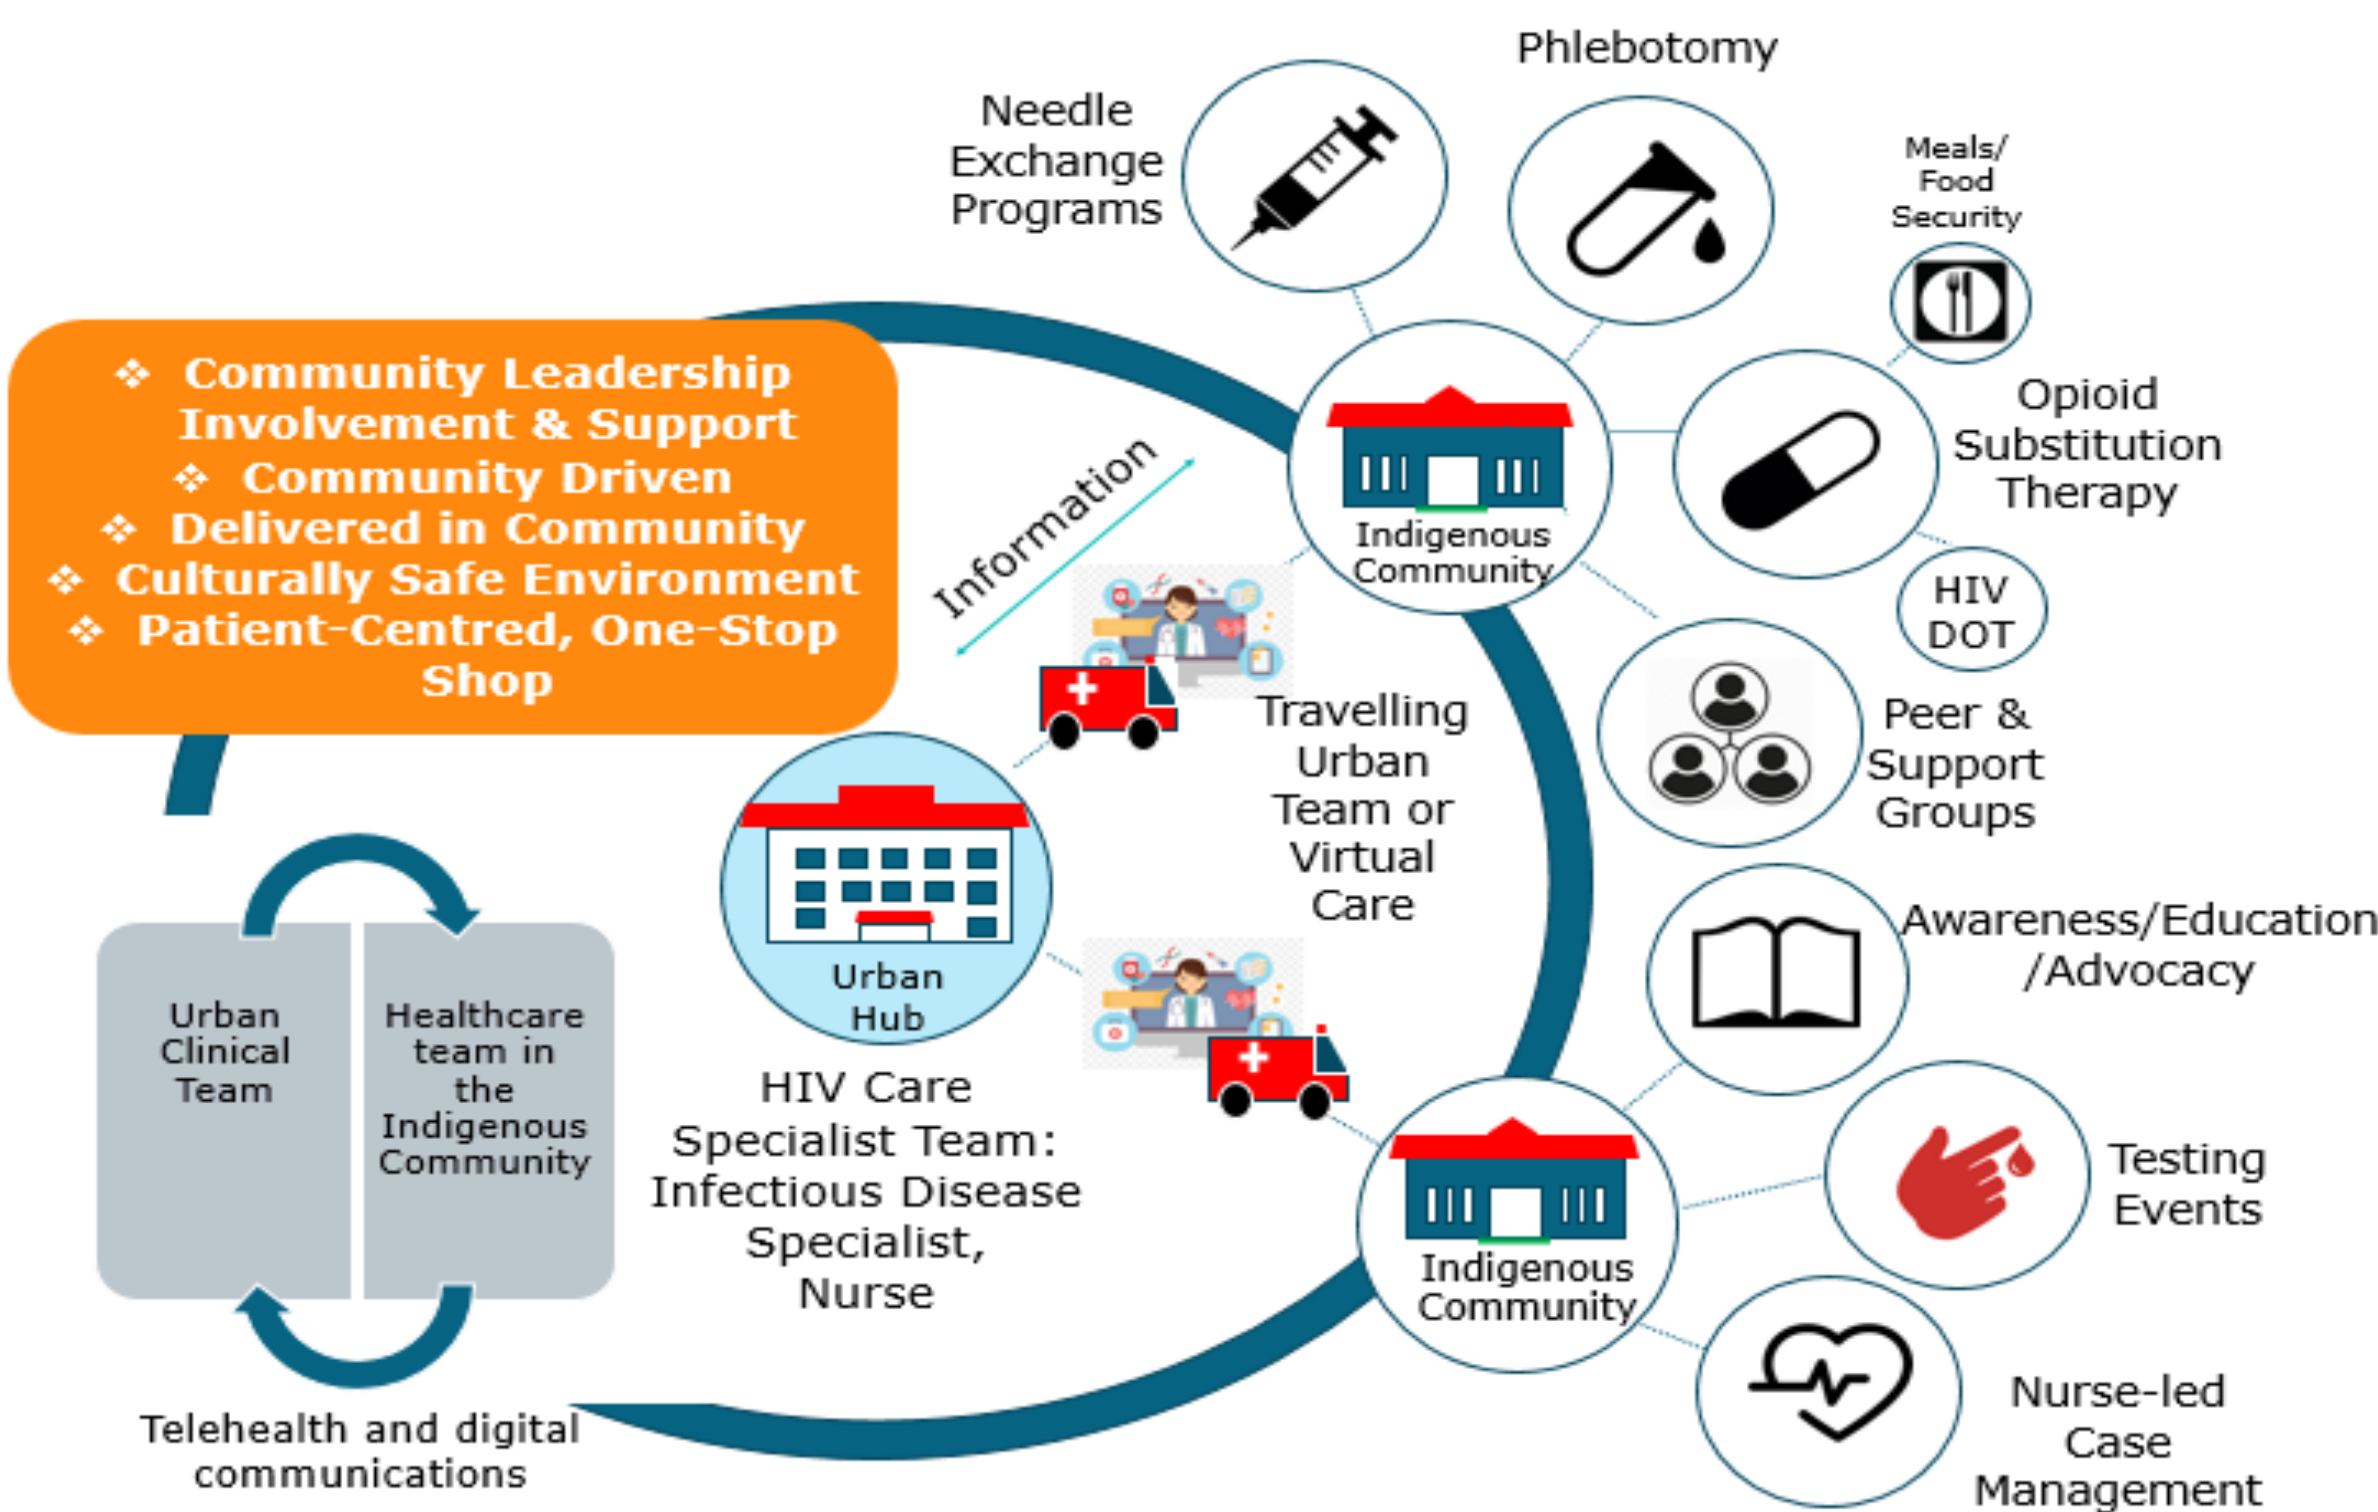 Phlebotomy
Needle
Exchange
Programs
Meals/
Food
Security
❖ Community Leadership
Involvement & Support
❖ Community Driven
❖ Delivered in Community
❖ Culturally Safe Environment
❖ Patient-Centred, One-Stop
Shop
Information
Indigenous
Community
Opioid
Substitution
Therapy
HIV
DOT
Peer &
Support
Groups
Travelling
Urban
Team or
Virtual
Care
Urban
Hub
HIV Care
Specialist Team:
Infectious Disease
Specialist,
Nurse
Awareness/Education
/Advocacy
Urban
Clinical
Team
Healthcare
team in
the
Indigenous
Community
Telehealth and digital
communications
Indigenous
Community
Testing
Events
Nurse-led
Case
Management